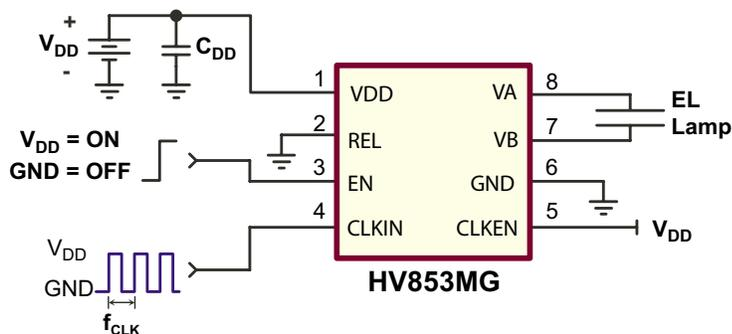 +
V_DD
-
C_DD
1
VDD
VA
8
EL
Lamp
2
REL
VB
7
V_DD = ON
GND = OFF
3
EN
GND
6
4
CLKIN
CLKEN
5
V_DD
V_DD
GND
f_CLK
HV853MG